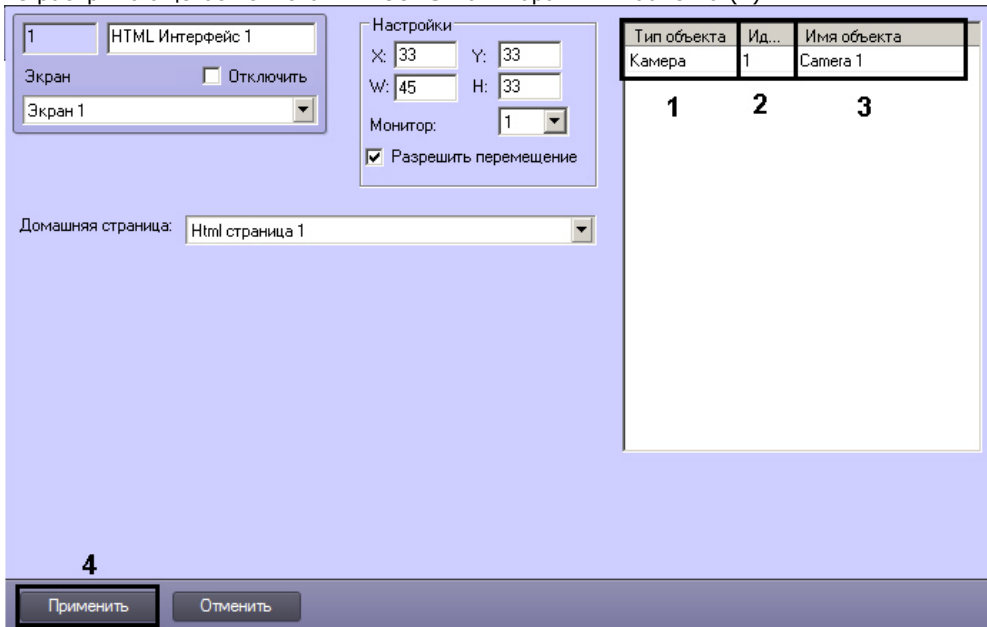 1 HTML Интерфейс 1
Экран Отключить
Экран 1
Настройки
X: 33 Y: 33
W: 45 H: 33
Монитор: 1
Разрешить перемещение
Домашняя страница: Html страница 1
Тип объекта Ид... Имя объекта
Камера 1 Camera 1
1 2 3
4
Применить Отменить